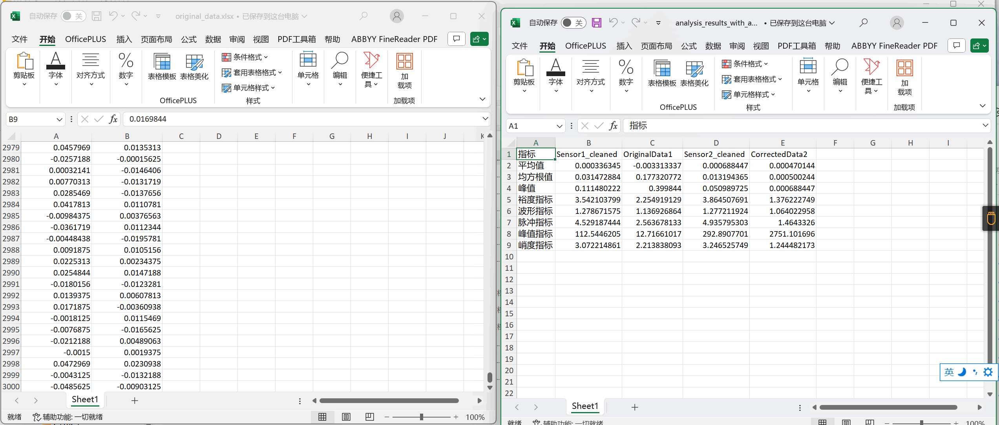 自动保存 关 original_data.xlsx • 已保存到这台电脑
文件 开始 OfficePLUS 插入 页面布局 公式 数据 审阅 视图 PDF工具箱 帮助 ABBYY FineReader PDF
剪贴板 字体 对齐方式 数字 表格模板 表格美化 条件格式 套用表格格式 单元格样式 单元格 编辑 便捷工具 加载项
OfficePLUS 样式 加载项
B9 fx 0.0169844
A B C D E F G H I J K
2979 0.0457969 0.0135313
2980 -0.0257188 -0.00015625
2981 0.00032141 -0.0146406
2982 0.00770313 -0.0131719
2983 0.0285469 -0.0137656
2984 0.0417813 0.0110781
2985 -0.00984375 0.00376563
2986 -0.0361719 0.0112344
2987 -0.00448438 -0.0195781
2988 0.0091875 0.0105156
2989 0.0225313 0.00234375
2990 0.0254844 0.0147188
2991 -0.0180156 -0.0123281
2992 0.0139375 0.00607813
2993 0.0171875 -0.00360938
2994 -0.0018125 0.0115469
2995 -0.0076875 -0.0165625
2996 -0.0212188 0.00489063
2997 -0.0015 0.0019375
2998 0.0472969 0.0230938
2999 -0.0043125 -0.0132188
3000 -0.0485625 -0.00903125
Sheet1
就绪 辅助功能: 一切就绪 100%
自动保存 关 analysis_results_with_a... • 已保存到这台电脑
文件 开始 OfficePLUS 插入 页面布局 公式 数据 审阅 视图 PDF工具箱 帮助 ABBYY FineReader PDF
剪贴板 字体 对齐方式 数字 表格模板 表格美化 条件格式 套用表格格式 单元格样式 单元格 编辑 便捷工具 加载项
OfficePLUS 样式 加载项
A1 fx 指标
A B C D E F G H I
1 指标 Sensor1_cleaned OriginalData1 Sensor2_cleaned CorrectedData2
2 平均值 0.000336345 -0.003313337 0.000688447 0.000470144
3 均方根值 0.031472884 0.177320772 0.013194365 0.000500244
4 峰值 0.111480222 0.399844 0.050989725 0.000688447
5 裕度指标 3.542103799 2.254919129 3.864507691 1.376222749
6 波形指标 1.278671575 1.136926864 1.277211924 1.064022958
7 脉冲指标 4.529187444 2.563678133 4.935795303 1.4643326
8 峰值指标 112.5446205 12.71661017 292.8907701 2751.101696
9 峭度指标 3.072214861 2.213838093 3.246525749 1.244482173
10
11
12
13
14
15
16
17
18
19
20
21
22
英
Sheet1
就绪 辅助功能: 一切就绪 100%